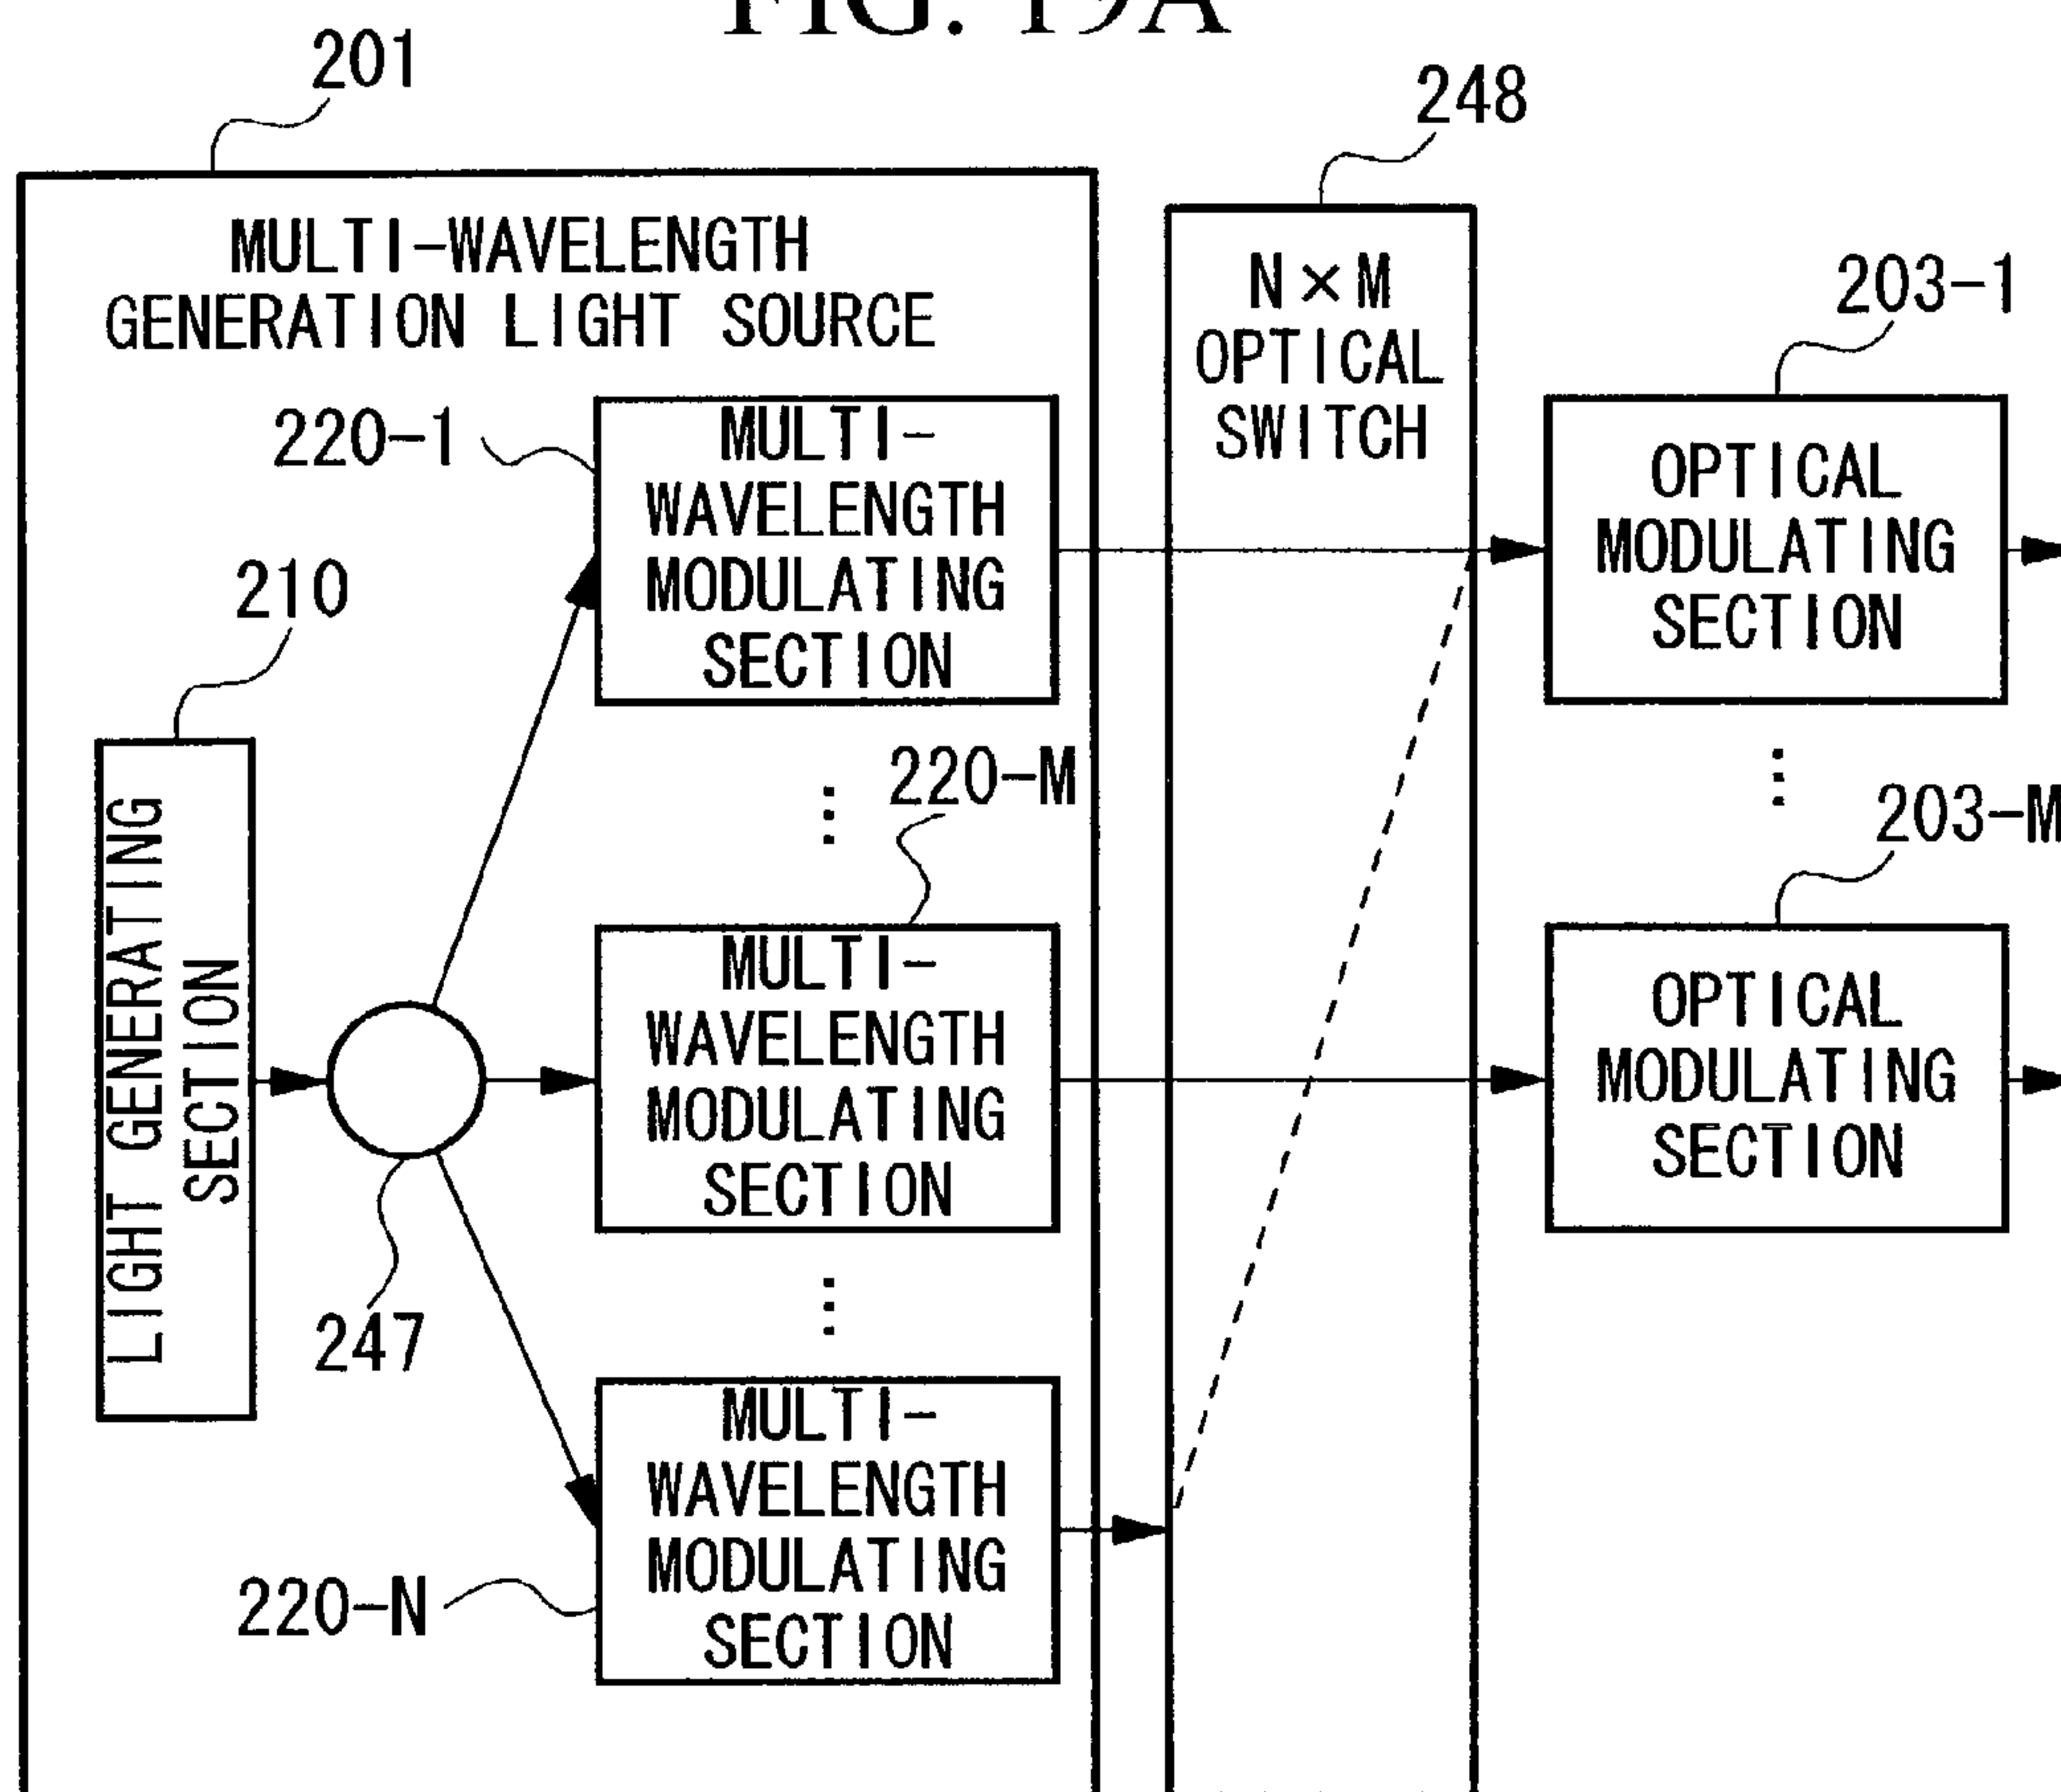 FIG. 19A
201
248
MULTI-WAVELENGTH
GENERATION LIGHT SOURCE
N×M
OPTICAL
SWITCH
203-1
220-1
MULTI-
WAVELENGTH
MODULATING
SECTION
OPTICAL
MODULATING
SECTION
210
220-M
203-M
LIGHT GENERATING
SECTION
MULTI-
WAVELENGTH
MODULATING
SECTION
OPTICAL
MODULATING
SECTION
247
MULTI-
WAVELENGTH
MODULATING
SECTION
220-N